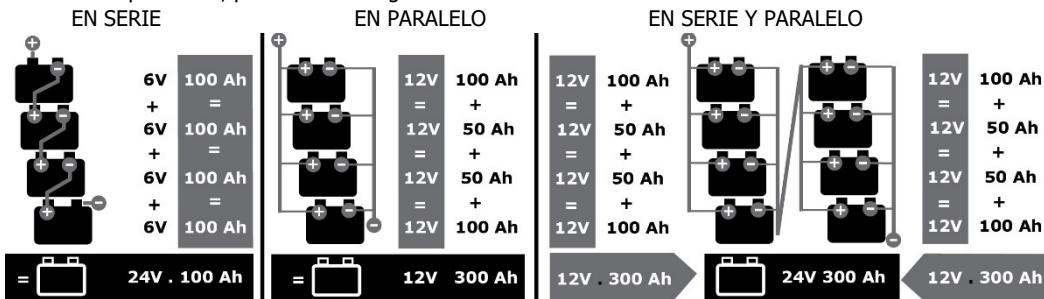 EN SERIE
6V 100 Ah
+ =
6V 100 Ah
+ =
6V 100 Ah
+ =
6V 100 Ah
= 24V . 100 Ah
EN PARALELO
12V 100 Ah
= +
12V 50 Ah
= +
12V 50 Ah
= +
12V 100 Ah
= 12V 300 Ah
EN SERIE Y PARALELO
12V 100 Ah
= +
12V 50 Ah
= +
12V 50 Ah
= +
12V 100 Ah
12V . 300 Ah
24V 300 Ah
12V 100 Ah
= +
12V 50 Ah
= +
12V 50 Ah
= +
12V 100 Ah
12V . 300 Ah